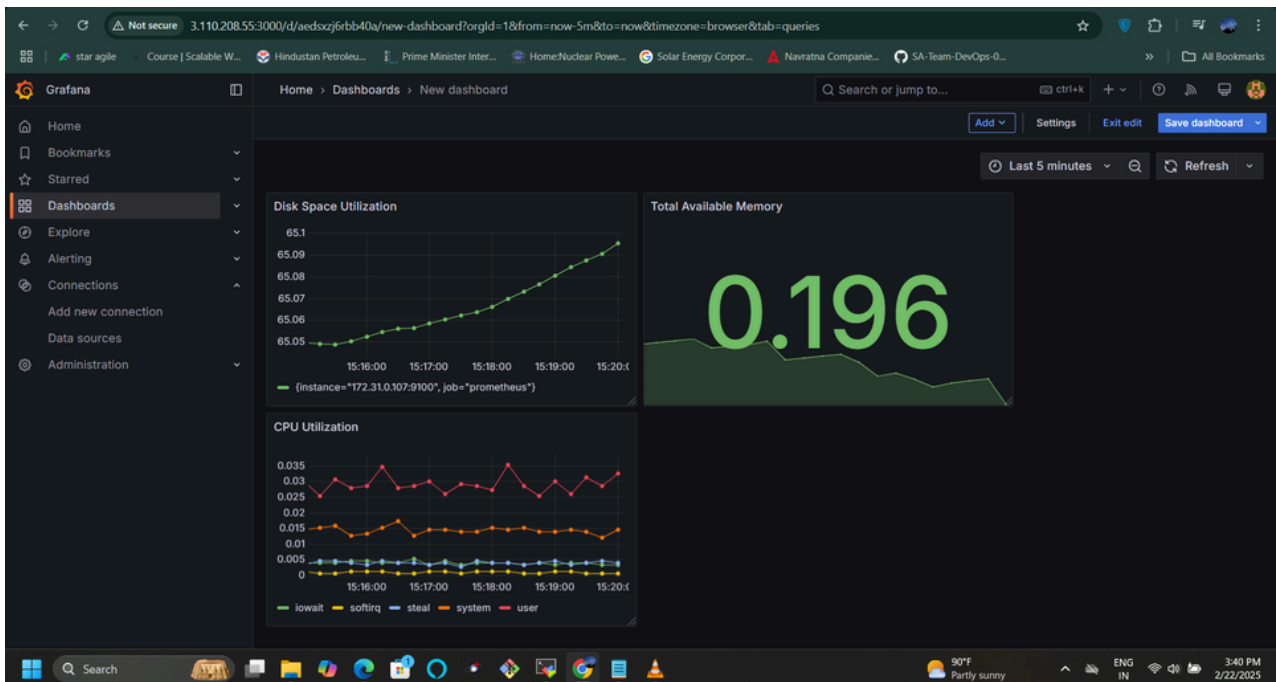 Not secure 3.110.208.55:3000/d/aedsxzj6rbb40a/new-dashboard?orgId=1&from=now-5m&to=now&timezone=browser&tab=queries
star agile Course | Scalable W... Hindustan Petroleu... Prime Minister Inter... Home:Nuclear Powe... Solar Energy Corpor... Navratna Companie... SA-Team-DevOps-0... » All Bookmarks
Grafana Home › Dashboards › New dashboard Search or jump to... ctrl+k
Home
Add Settings Exit edit Save dashboard
Bookmarks
Last 5 minutes Refresh
Starred
Dashboards
Explore
Alerting
Connections
Add new connection
Data sources
Administration
Disk Space Utilization
65.1
65.09
65.08
65.07
65.06
65.05
15:16:00 15:17:00 15:18:00 15:19:00 15:20:(
{instance="172.31.0.107:9100", job="prometheus"}
Total Available Memory
0.196
CPU Utilization
0.035
0.03
0.025
0.02
0.015
0.01
0.005
0
15:16:00 15:17:00 15:18:00 15:19:00 15:20:(
iowait softirq steal system user
Search
90°F
Partly sunny
ENG
IN
3:40 PM
2/22/2025